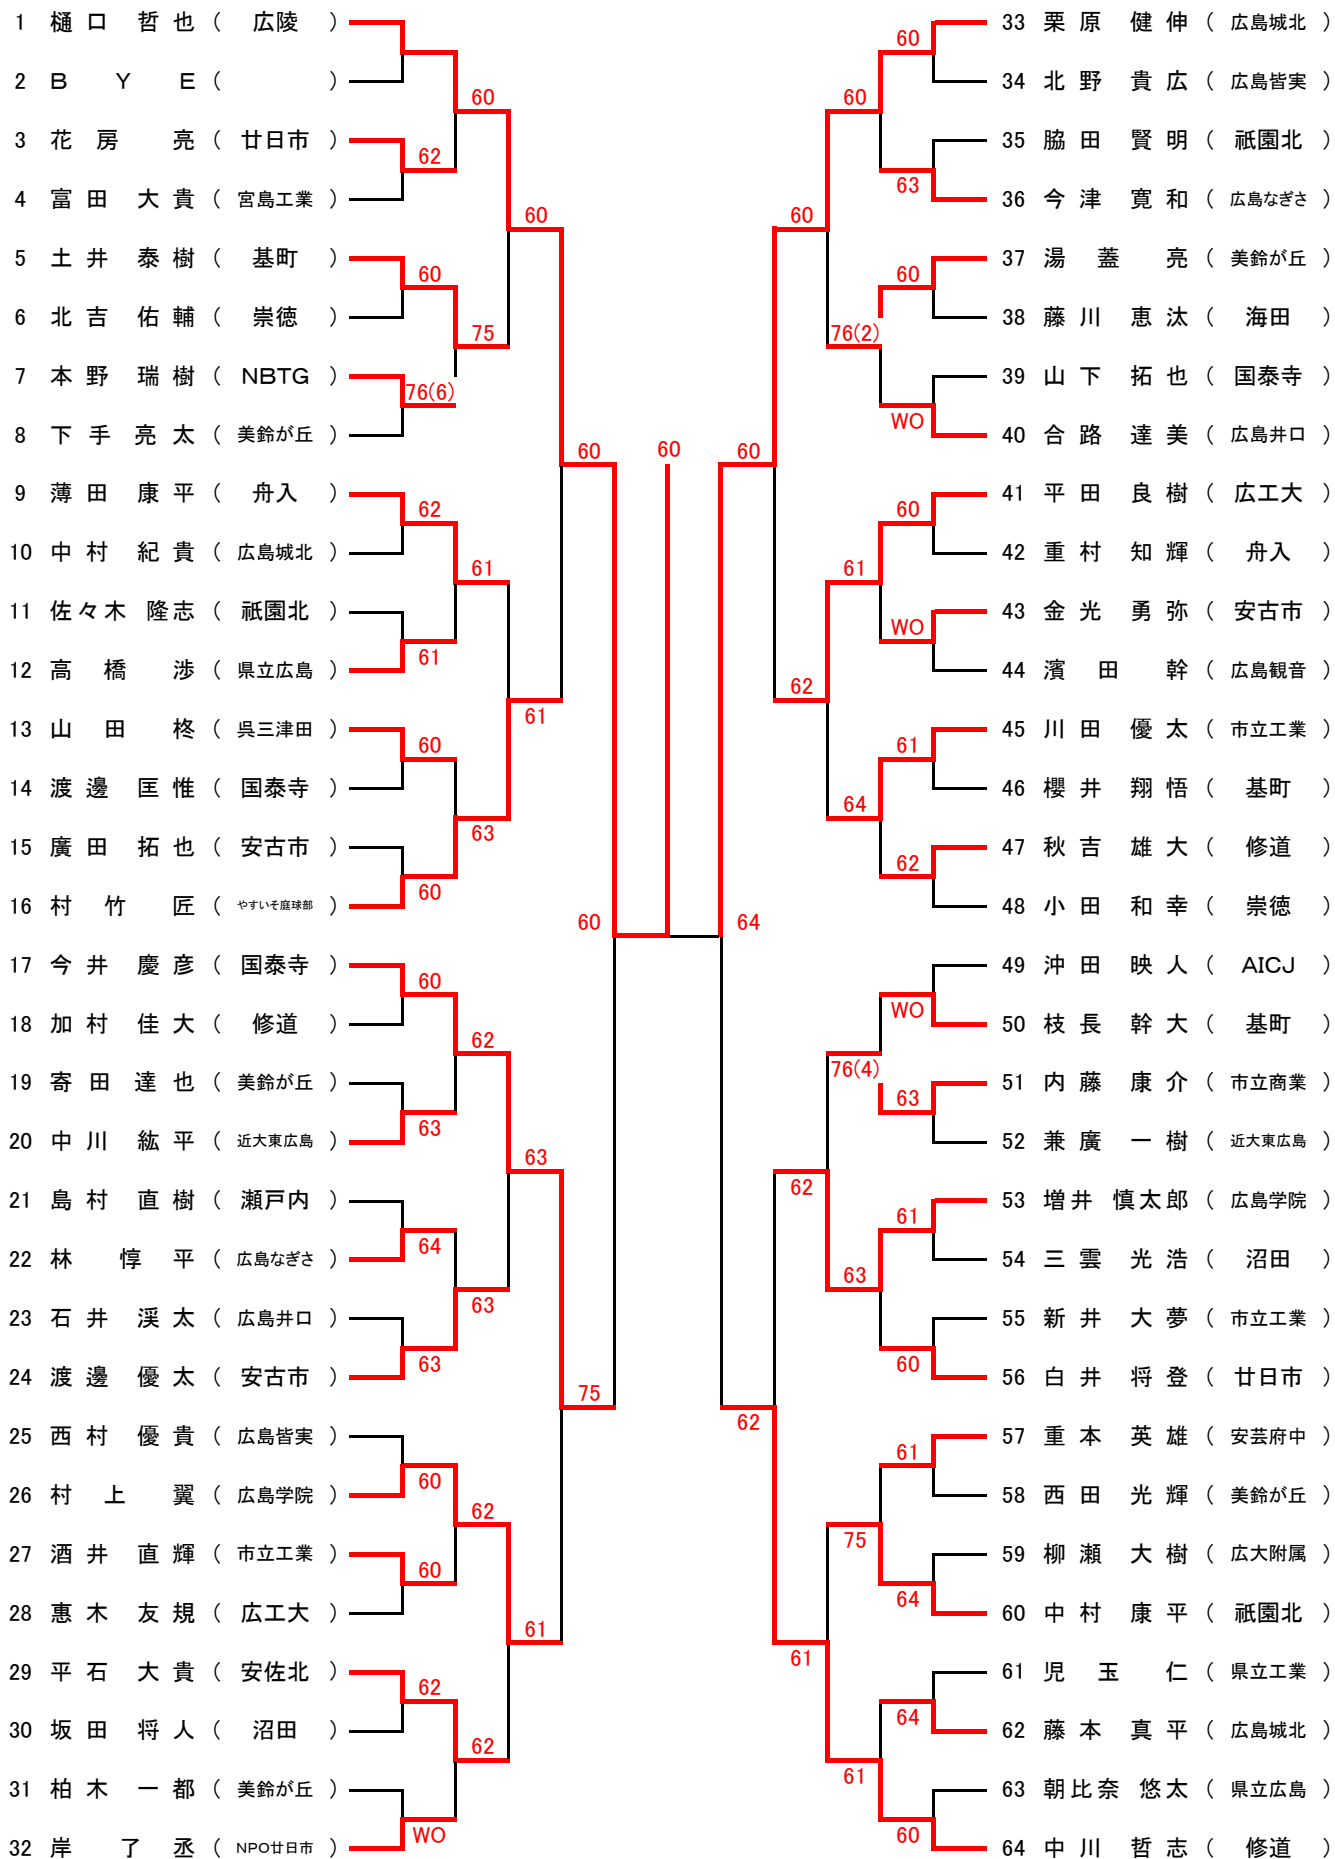 1 樋口 哲也 ( 広陵 )
2 B Y E ( )
60
3 花房 亮 ( 廿日市 )
62
4 富田 大貴 ( 宮島工業 )
60
5 土井 泰樹 ( 基町 )
60
6 北吉 佑輔 ( 崇徳 )
75
7 本野 瑞樹 ( NBTG )
76(6)
8 下手 亮太 ( 美鈴が丘 )
60
9 薄田 康平 ( 舟入 )
62
10 中村 紀貴 ( 広島城北 )
61
11 佐々木 隆志 ( 祇園北 )
61
12 高橋 渉 ( 県立広島 )
61
13 山田 柊 ( 呉三津田 )
60
14 渡邊 匡惟 ( 国泰寺 )
63
15 廣田 拓也 ( 安古市 )
60
16 村竹 匠 ( やすいそ庭球部 )
60
17 今井 慶彦 ( 国泰寺 )
60
18 加村 佳大 ( 修道 )
62
19 寄田 達也 ( 美鈴が丘 )
63
20 中川 紘平 ( 近大東広島 )
63
21 島村 直樹 ( 瀬戸内 )
64
22 林 惇平 ( 広島なぎさ )
63
23 石井 渓太 ( 広島井口 )
63
24 渡邊 優太 ( 安古市 )
75
25 西村 優貴 ( 広島皆実 )
60
26 村上 翼 ( 広島学院 )
62
27 酒井 直輝 ( 市立工業 )
60
28 惠木 友規 ( 広工大 )
61
29 平石 大貴 ( 安佐北 )
62
30 坂田 将人 ( 沼田 )
62
31 柏木 一都 ( 美鈴が丘 )
WO
32 岸 了丞 ( NPO廿日市 )
60
33 栗原 健伸 ( 広島城北 )
60
34 北野 貴広 ( 広島皆実 )
60
35 脇田 賢明 ( 祇園北 )
63
36 今津 寛和 ( 広島なぎさ )
60
37 湯蓋 亮 ( 美鈴が丘 )
60
38 藤川 恵汰 ( 海田 )
76(2)
39 山下 拓也 ( 国泰寺 )
WO
40 合路 達美 ( 広島井口 )
60
41 平田 良樹 ( 広工大 )
60
42 重村 知輝 ( 舟入 )
61
43 金光 勇弥 ( 安古市 )
WO
44 濱田 幹 ( 広島観音 )
62
45 川田 優太 ( 市立工業 )
61
46 櫻井 翔悟 ( 基町 )
64
47 秋吉 雄大 ( 修道 )
62
48 小田 和幸 ( 崇徳 )
64
49 沖田 映人 ( AICJ )
WO
50 枝長 幹大 ( 基町 )
76(4)
51 内藤 康介 ( 市立商業 )
63
52 兼廣 一樹 ( 近大東広島 )
62
53 増井 慎太郎 ( 広島学院 )
61
54 三雲 光浩 ( 沼田 )
63
55 新井 大夢 ( 市立工業 )
60
56 白井 将登 ( 廿日市 )
62
57 重本 英雄 ( 安芸府中 )
61
58 西田 光輝 ( 美鈴が丘 )
75
59 柳瀬 大樹 ( 広大附属 )
64
60 中村 康平 ( 祇園北 )
61
61 児玉 仁 ( 県立工業 )
64
62 藤本 真平 ( 広島城北 )
61
63 朝比奈 悠太 ( 県立広島 )
60
64 中川 哲志 ( 修道 )